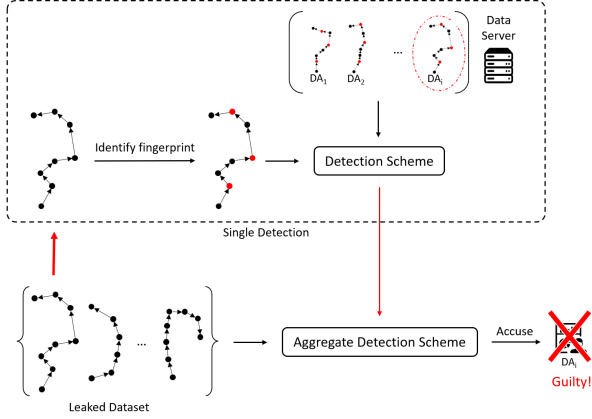 Data
Server
DA1
DA2
...
DAi
Identify fingerprint
Detection Scheme
Single Detection
...
Aggregate Detection Scheme
Accuse
DAi
Guilty!
Leaked Dataset